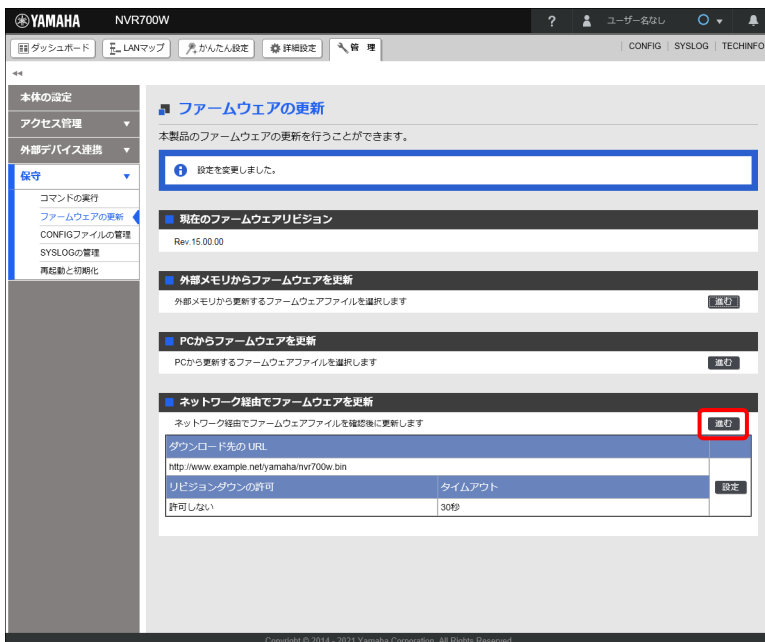 YAMAHA NVR700W ? ユーザー名なし
ダッシュボード LANマップ かんたん設定 詳細設定 管 理 CONFIG SYSLOG TECHINFO
本体の設定
アクセス管理
外部デバイス連携
保守
コマンドの実行
ファームウェアの更新
CONFIGファイルの管理
SYSLOGの管理
再起動と初期化
ファームウェアの更新
本製品のファームウェアの更新を行うことができます。
設定を変更しました。
現在のファームウェアリビジョン
Rev.15.00.00
外部メモリからファームウェアを更新
外部メモリから更新するファームウェアファイルを選択します 進む
PCからファームウェアを更新
PCから更新するファームウェアファイルを選択します 進む
ネットワーク経由でファームウェアを更新
ネットワーク経由でファームウェアファイルを確認後に更新します 進む
ダウンロード先の URL
http://www.example.net/yamaha/nvr700w.bin
リビジョンダウンの許可 タイムアウト 設定
許可しない 30秒
Copyright © 2014 - 2021 Yamaha Corporation. All Rights Reserved.